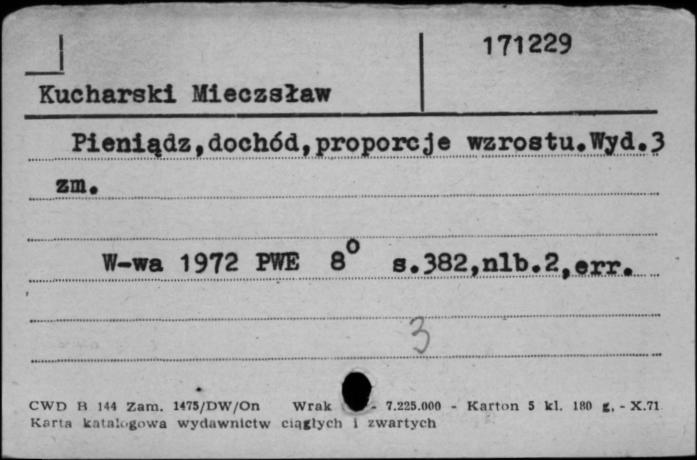 171229
Kucharski Mieczsław
Pieniądz,dochód,proporcje wzrostu.Wyd.3
zm.
W-wa 1972 PWE 8° s.382,nlb.2,err.
3
CWD B 144 Zam. 1475/DW/On Wrak - 7.225.000 - Karton 5 kl. 180 g, - X.71
Karta katalogowa wydawnictw ciągłych i zwartych